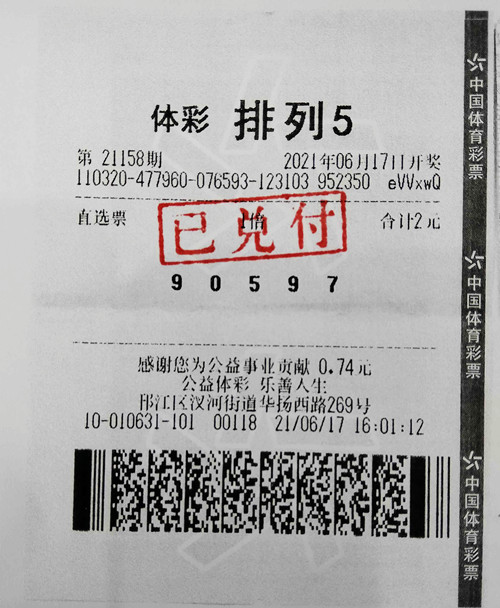 体彩 排列5
第 21158期 2021年06月17日开奖
110320-477960-076593-123103 952350 eVVxwQ
直选票 1倍 合计2元
已兑付
9 0 5 9 7
感谢您为公益事业贡献 0.74元
公益体彩 乐善人生
邗江区汊河街道华扬西路269号
10-010631-101 00118 21/06/17 16:01:12
中国体育彩票
中国体育彩票
中国体育彩票